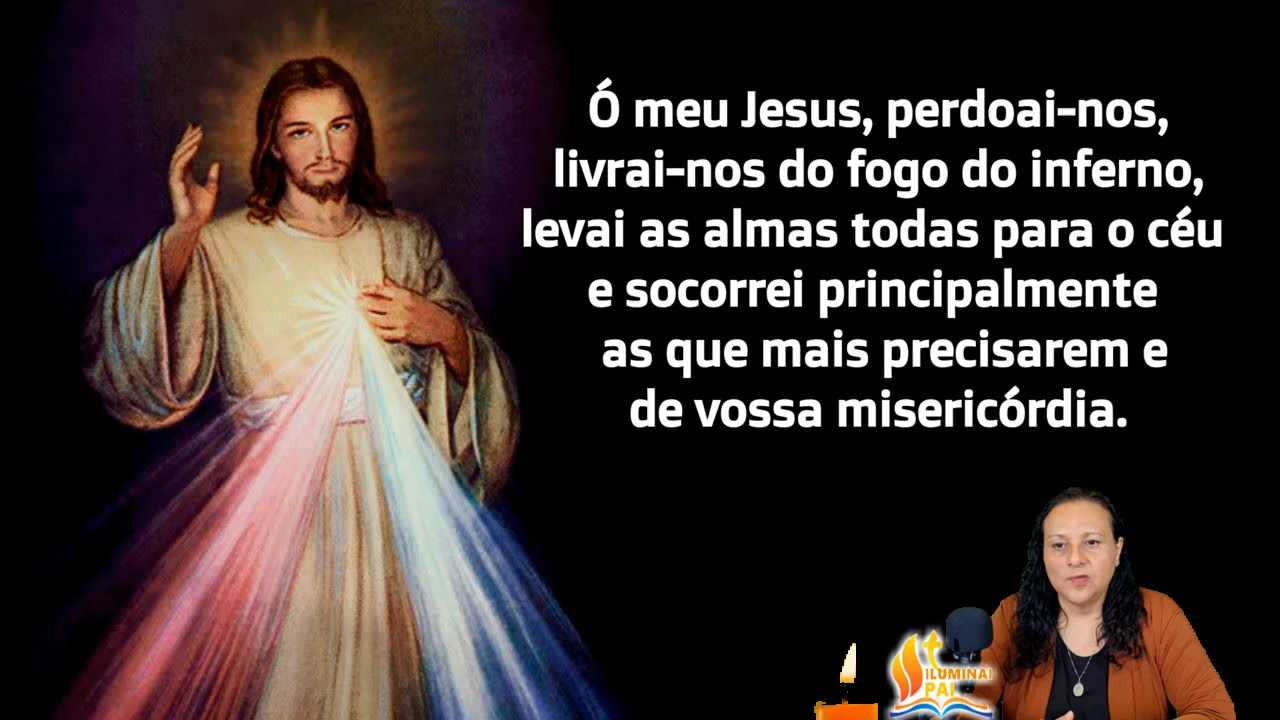 Ó meu Jesus, perdoai-nos,
livrai-nos do fogo do inferno,
levai as almas todas para o céu
e socorrei principalmente
as que mais precisarem e
de vossa misericórdia.
ILUMINAI
PAI